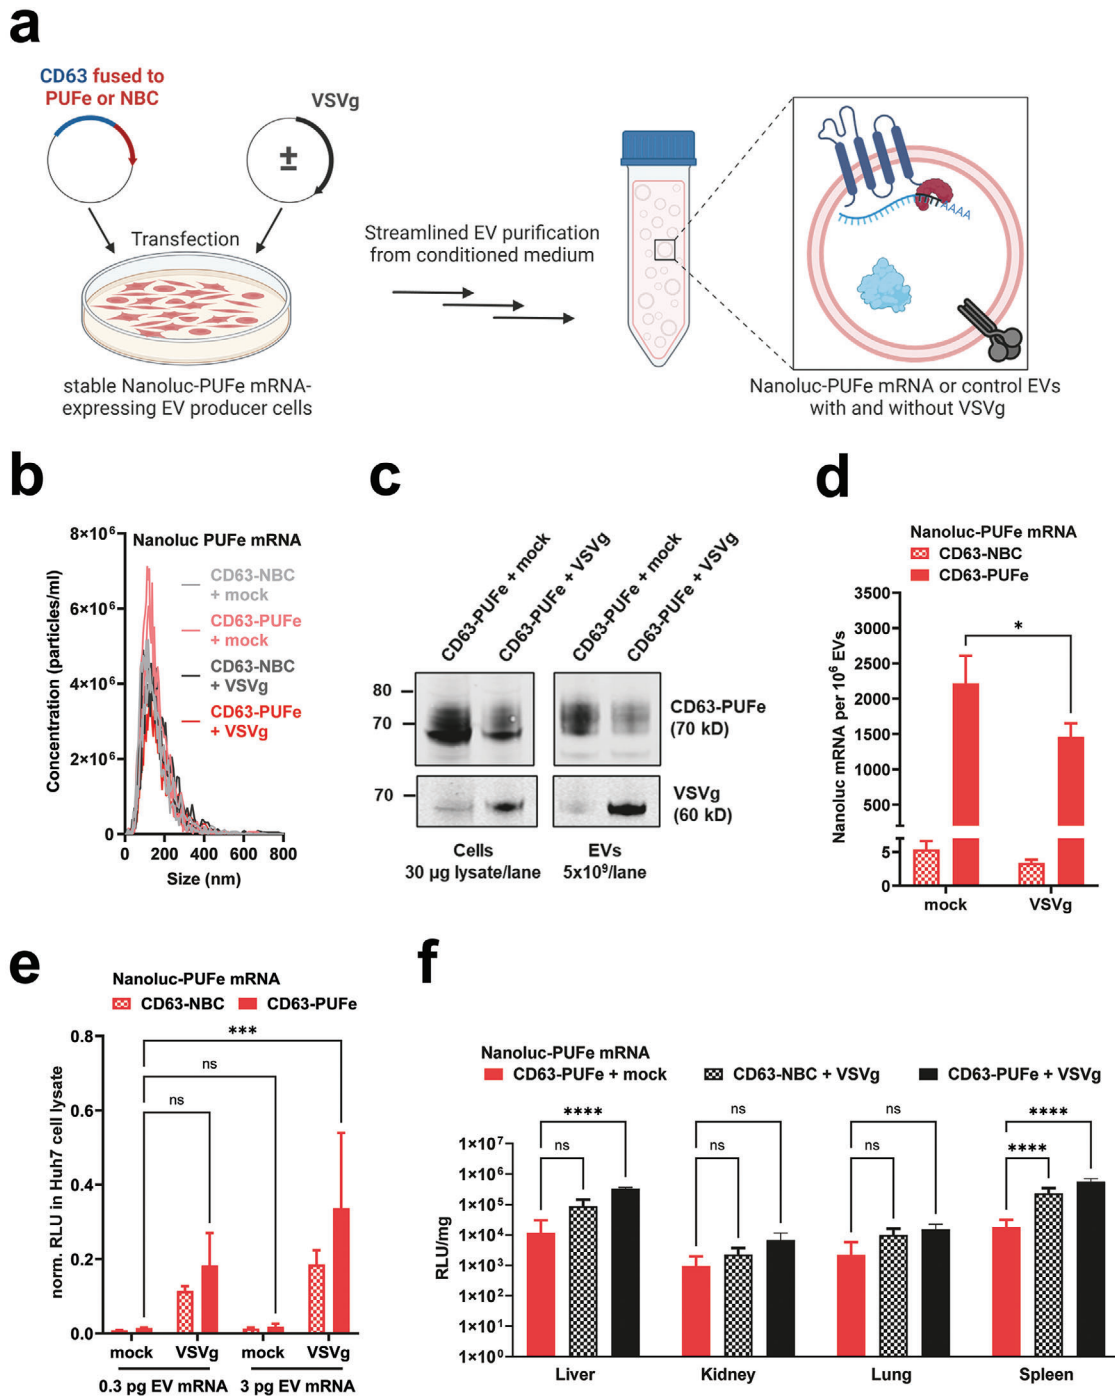 a
CD63 fused to
PUFe or NBC
VSVg
±
Transfection
stable Nanoluc-PUFe mRNA-
expressing EV producer cells
Streamlined EV purification
from conditioned medium
AAAA
Nanoluc-PUFe mRNA or control EVs
with and without VSVg
b
Concentration (particles/ml)
8×10⁶
6×10⁶
4×10⁶
2×10⁶
0
Nanoluc PUFe mRNA
CD63-NBC
+ mock
CD63-PUFe
+ mock
CD63-NBC
+ VSVg
CD63-PUFe
+ VSVg
0 200 400 600 800
Size (nm)
c
CD63-PUFe + mock
CD63-PUFe + VSVg
CD63-PUFe + mock
CD63-PUFe + VSVg
80
70
CD63-PUFe
(70 kD)
70
VSVg
(60 kD)
Cells
30 µg lysate/lane
EVs
5x10⁹/lane
d
Nanoluc-PUFe mRNA
CD63-NBC
CD63-PUFe
Nanoluc mRNA per 10⁶ EVs
3500
3000
2500
2000
1500
1000
500
5
0
*
mock VSVg
e
Nanoluc-PUFe mRNA
CD63-NBC CD63-PUFe
norm. RLU in Huh7 cell lysate
0.8
0.6
0.4
0.2
0.0
***
ns
ns
mock VSVg mock VSVg
0.3 pg EV mRNA 3 pg EV mRNA
f
Nanoluc-PUFe mRNA
CD63-PUFe + mock CD63-NBC + VSVg CD63-PUFe + VSVg
RLU/mg
1×10⁷
1×10⁶
1×10⁵
1×10⁴
1×10³
1×10²
1×10¹
1×10⁰
**** ns ns ****
ns ns ns ****
Liver Kidney Lung Spleen